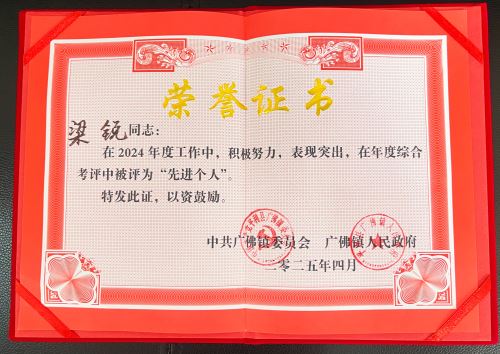 荣誉证书
梁锐同志：
在2024年度工作中，积极努力，表现突出，在年度综合
考评中被评为“先进个人”。
特发此证，以资鼓励。
中共广佛镇委员会 广佛镇人民政府
二零二五年四月